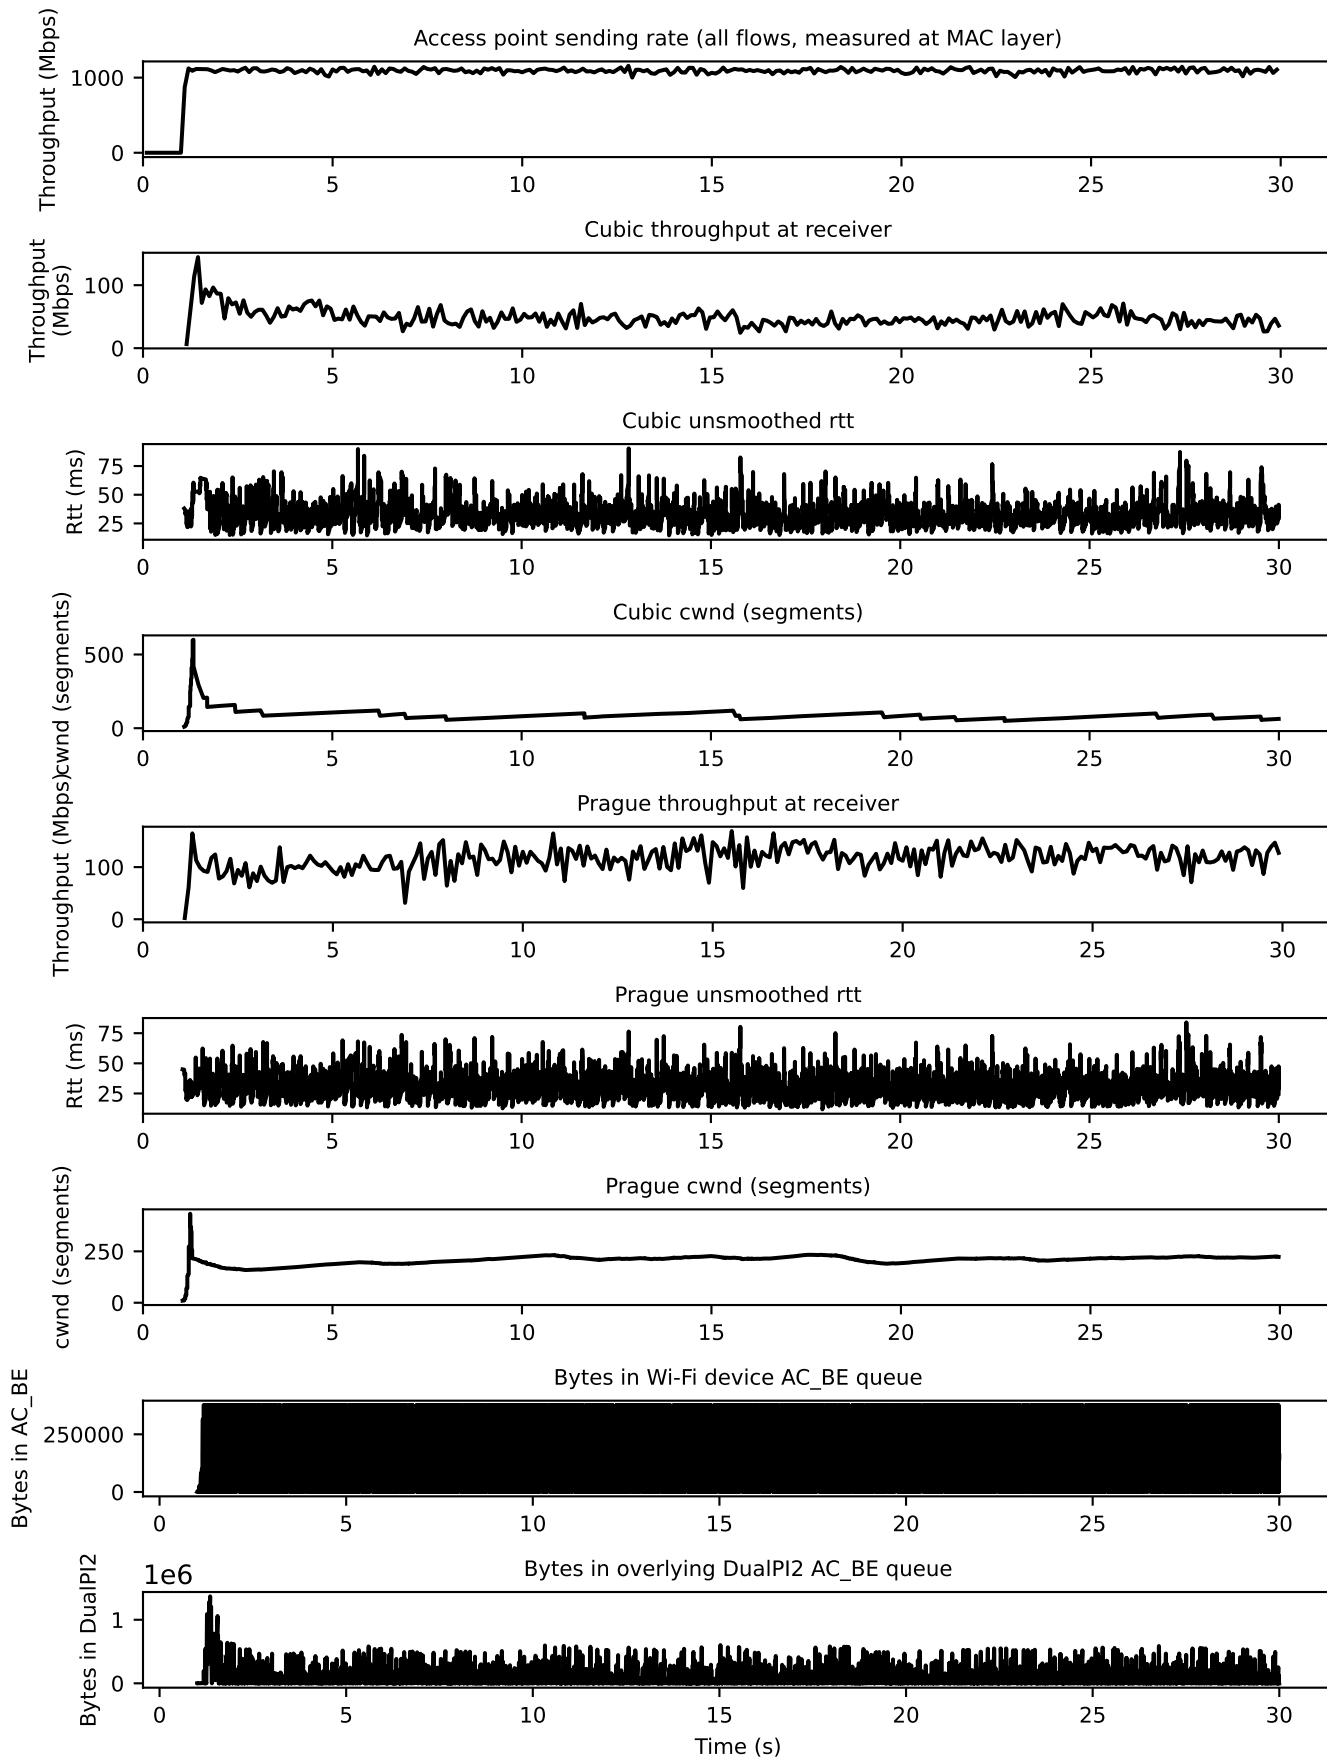 Access point sending rate (all flows, measured at MAC layer)
Throughput (Mbps)
1000
0
0 5 10 15 20 25 30
Cubic throughput at receiver
Throughput
(Mbps)
100
0
0 5 10 15 20 25 30
Cubic unsmoothed rtt
Rtt (ms)
75
50
25
0 5 10 15 20 25 30
Cubic cwnd (segments)
cwnd (segments)
500
0
0 5 10 15 20 25 30
Prague throughput at receiver
Throughput (Mbps)
100
0
0 5 10 15 20 25 30
Prague unsmoothed rtt
Rtt (ms)
75
50
25
0 5 10 15 20 25 30
Prague cwnd (segments)
cwnd (segments)
250
0
0 5 10 15 20 25 30
Bytes in Wi-Fi device AC_BE queue
Bytes in AC_BE
250000
0
0 5 10 15 20 25 30
Bytes in overlying DualPI2 AC_BE queue
Bytes in DualPI2
1e6
1
0
0 5 10 15 20 25 30
Time (s)